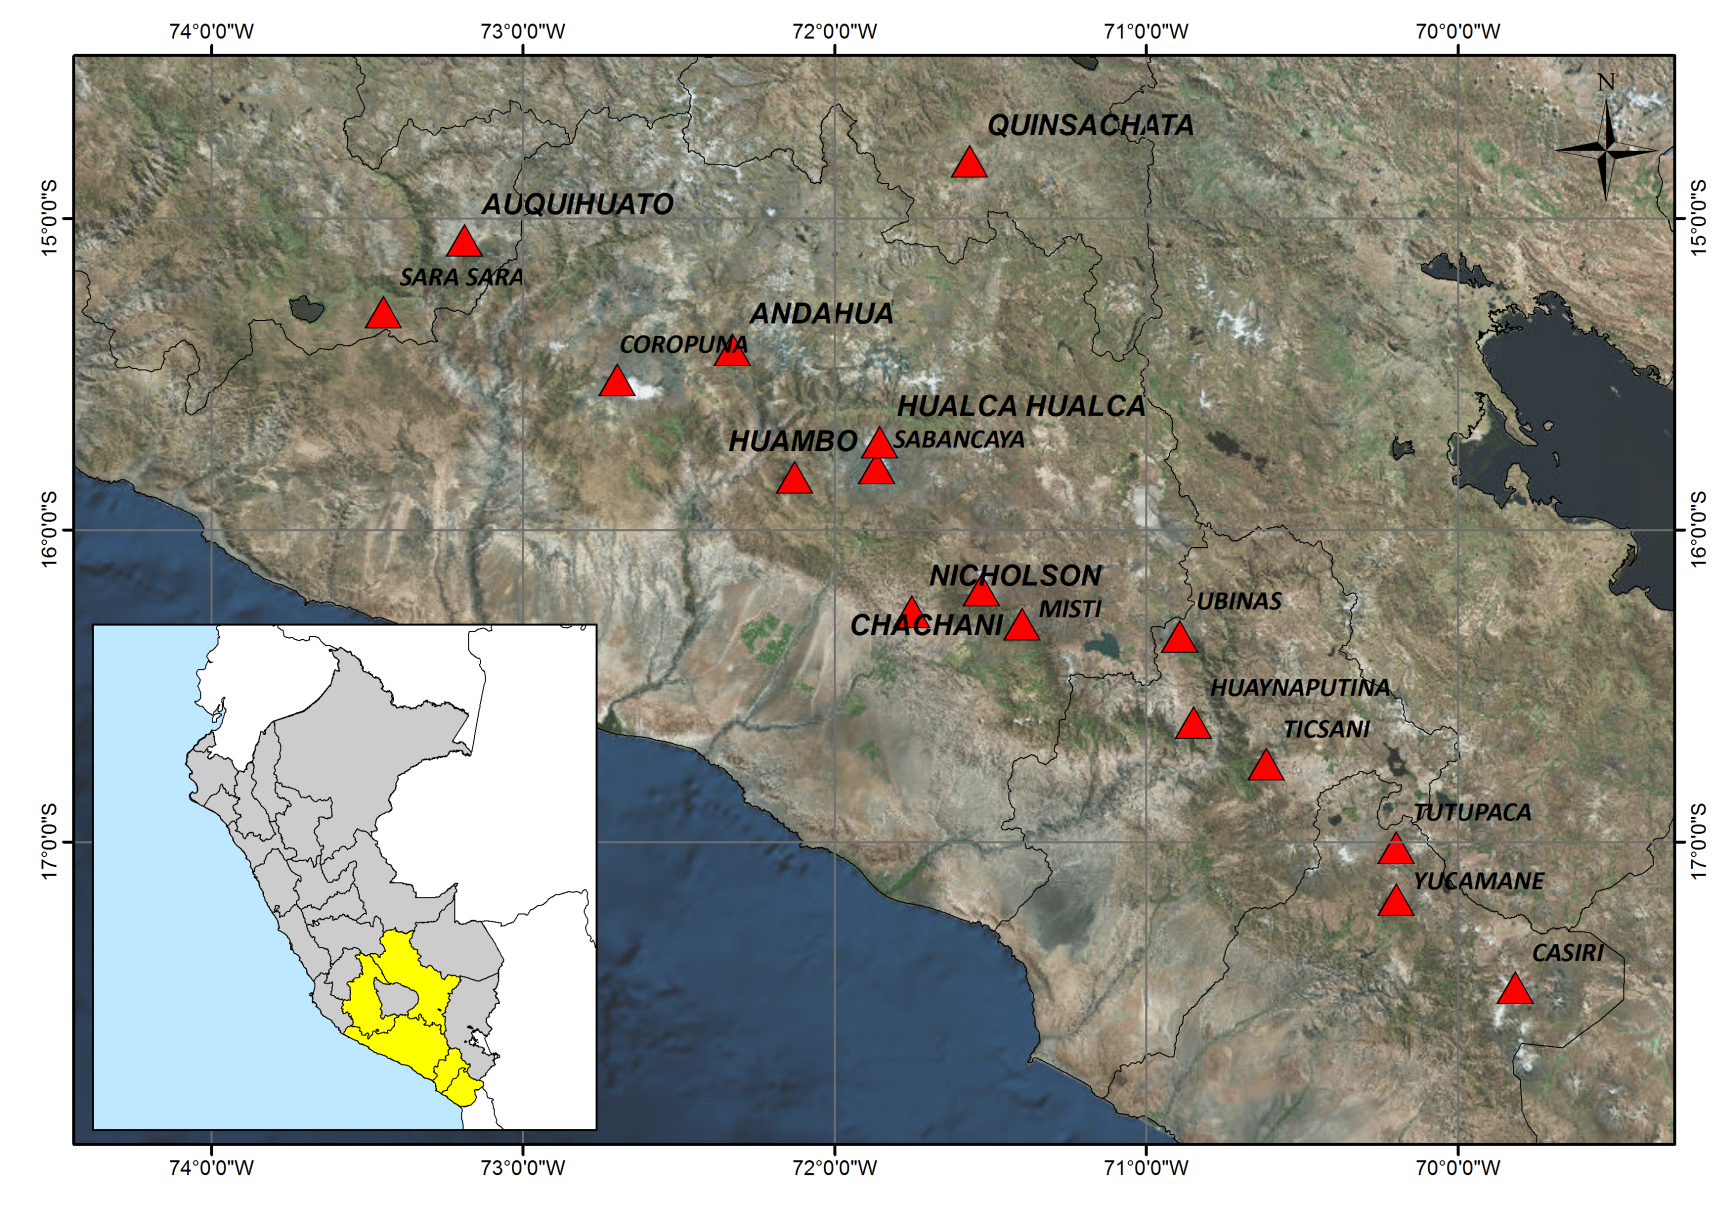 74°0'0"W 73°0'0"W 72°0'0"W 71°0'0"W 70°0'0"W
N
QUINSACHATA
15°0'0"S 15°0'0"S
AUQUIHUATO
SARA SARA
ANDAHUA
COROPUNA
HUALCA HUALCA
HUAMBO SABANCAYA
16°0'0"S 16°0'0"S
NICHOLSON
MISTI UBINAS
CHACHANI
HUAYNAPUTINA
TICSANI
TUTUPACA
17°0'0"S 17°0'0"S
YUCAMANE
CASIRI
74°0'0"W 73°0'0"W 72°0'0"W 71°0'0"W 70°0'0"W